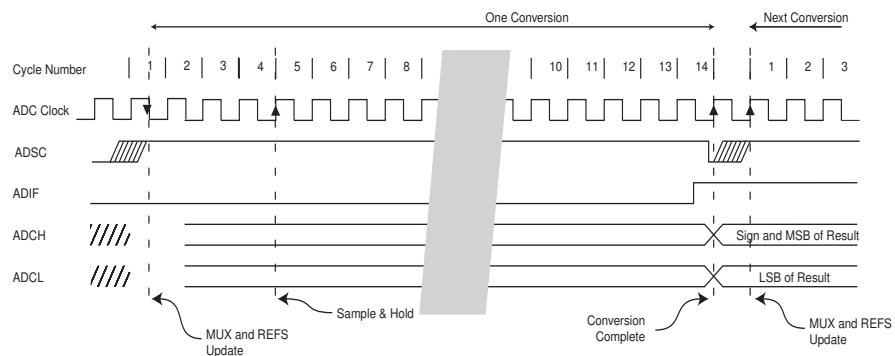 One Conversion
Next Conversion
Cycle Number 1 2 3 4 5 6 7 8 10 11 12 13 14 1 2 3
ADC Clock
ADSC
ADIF
ADCH
Sign and MSB of Result
ADCL
LSB of Result
MUX and REFS
Update
Sample & Hold
Conversion
Complete
MUX and REFS
Update